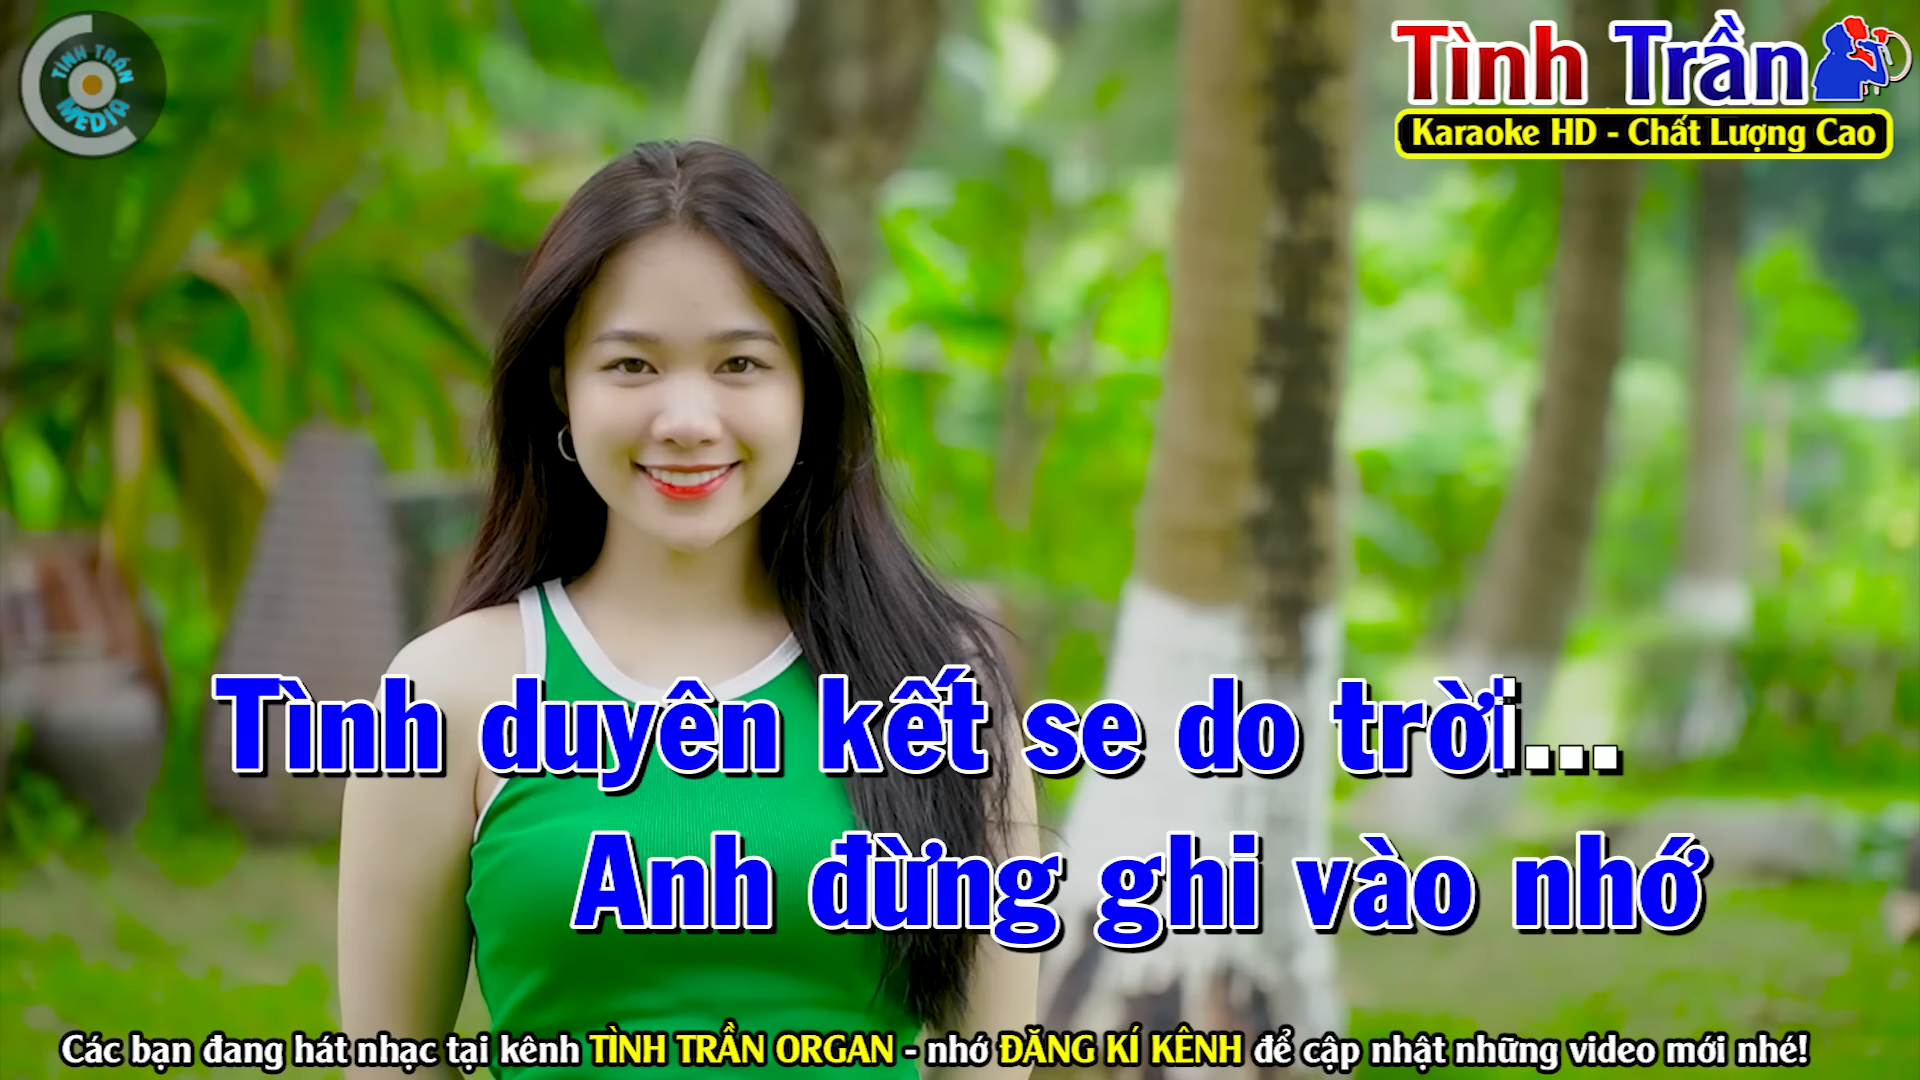 TÌNH TRẦN
MEDIA
Tình Trần
Karaoke HD - Chất Lượng Cao
Tình duyên kết se do trời...
Anh đừng ghi vào nhớ
Các bạn đang hát nhạc tại kênh TÌNH TRẦN ORGAN - nhớ ĐĂNG KÍ KÊNH để cập nhật những video mới nhé!